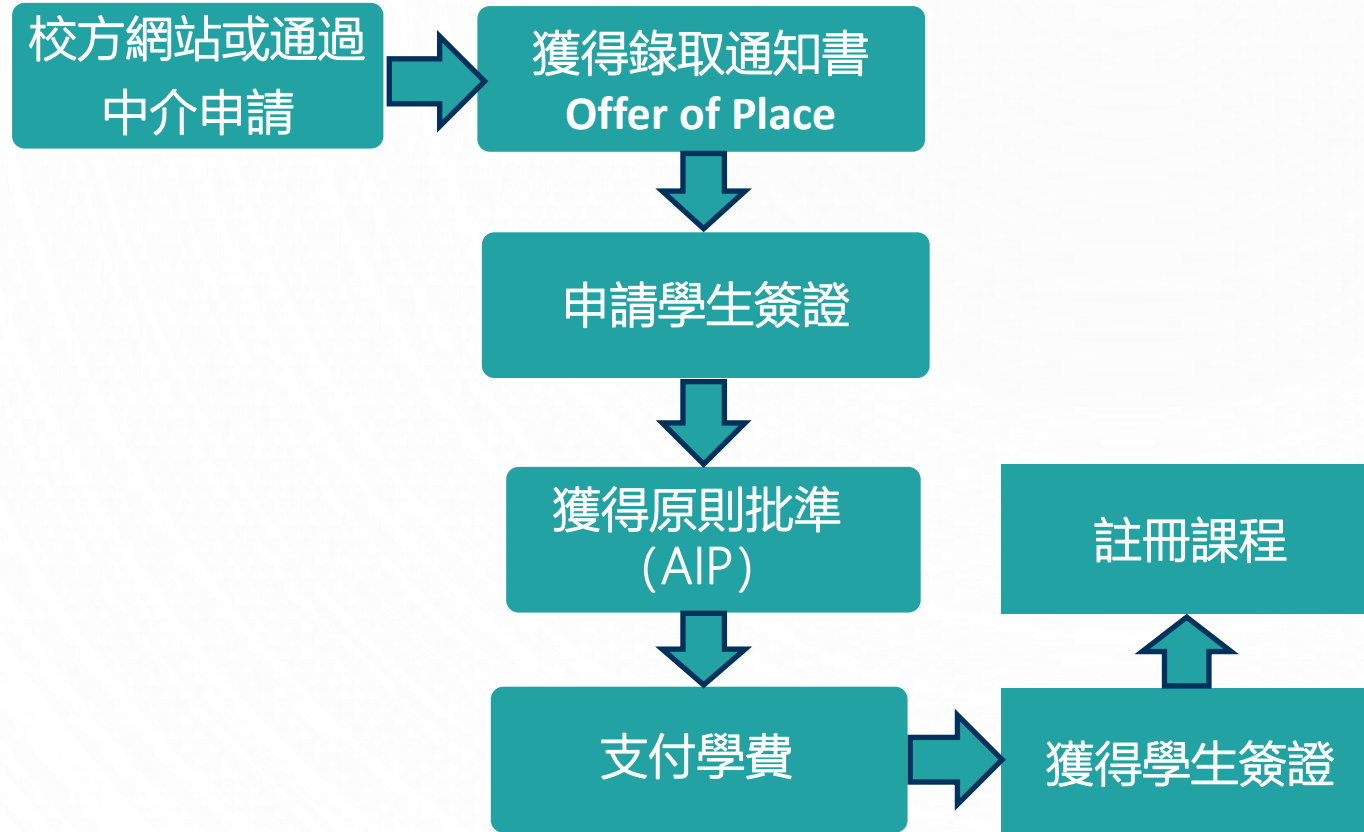 校方網站或通過
中介申請
獲得錄取通知書
Offer of Place
申請學生簽證
獲得原則批準
(AIP)
支付學費
獲得學生簽證
註冊課程